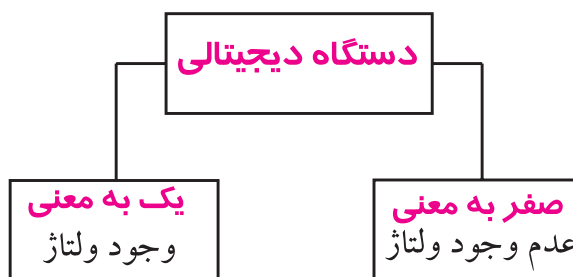 دستگاه دیجیتالی
صفر به معنی
عدم وجود ولتاژ
یک به معنی
وجود ولتاژ